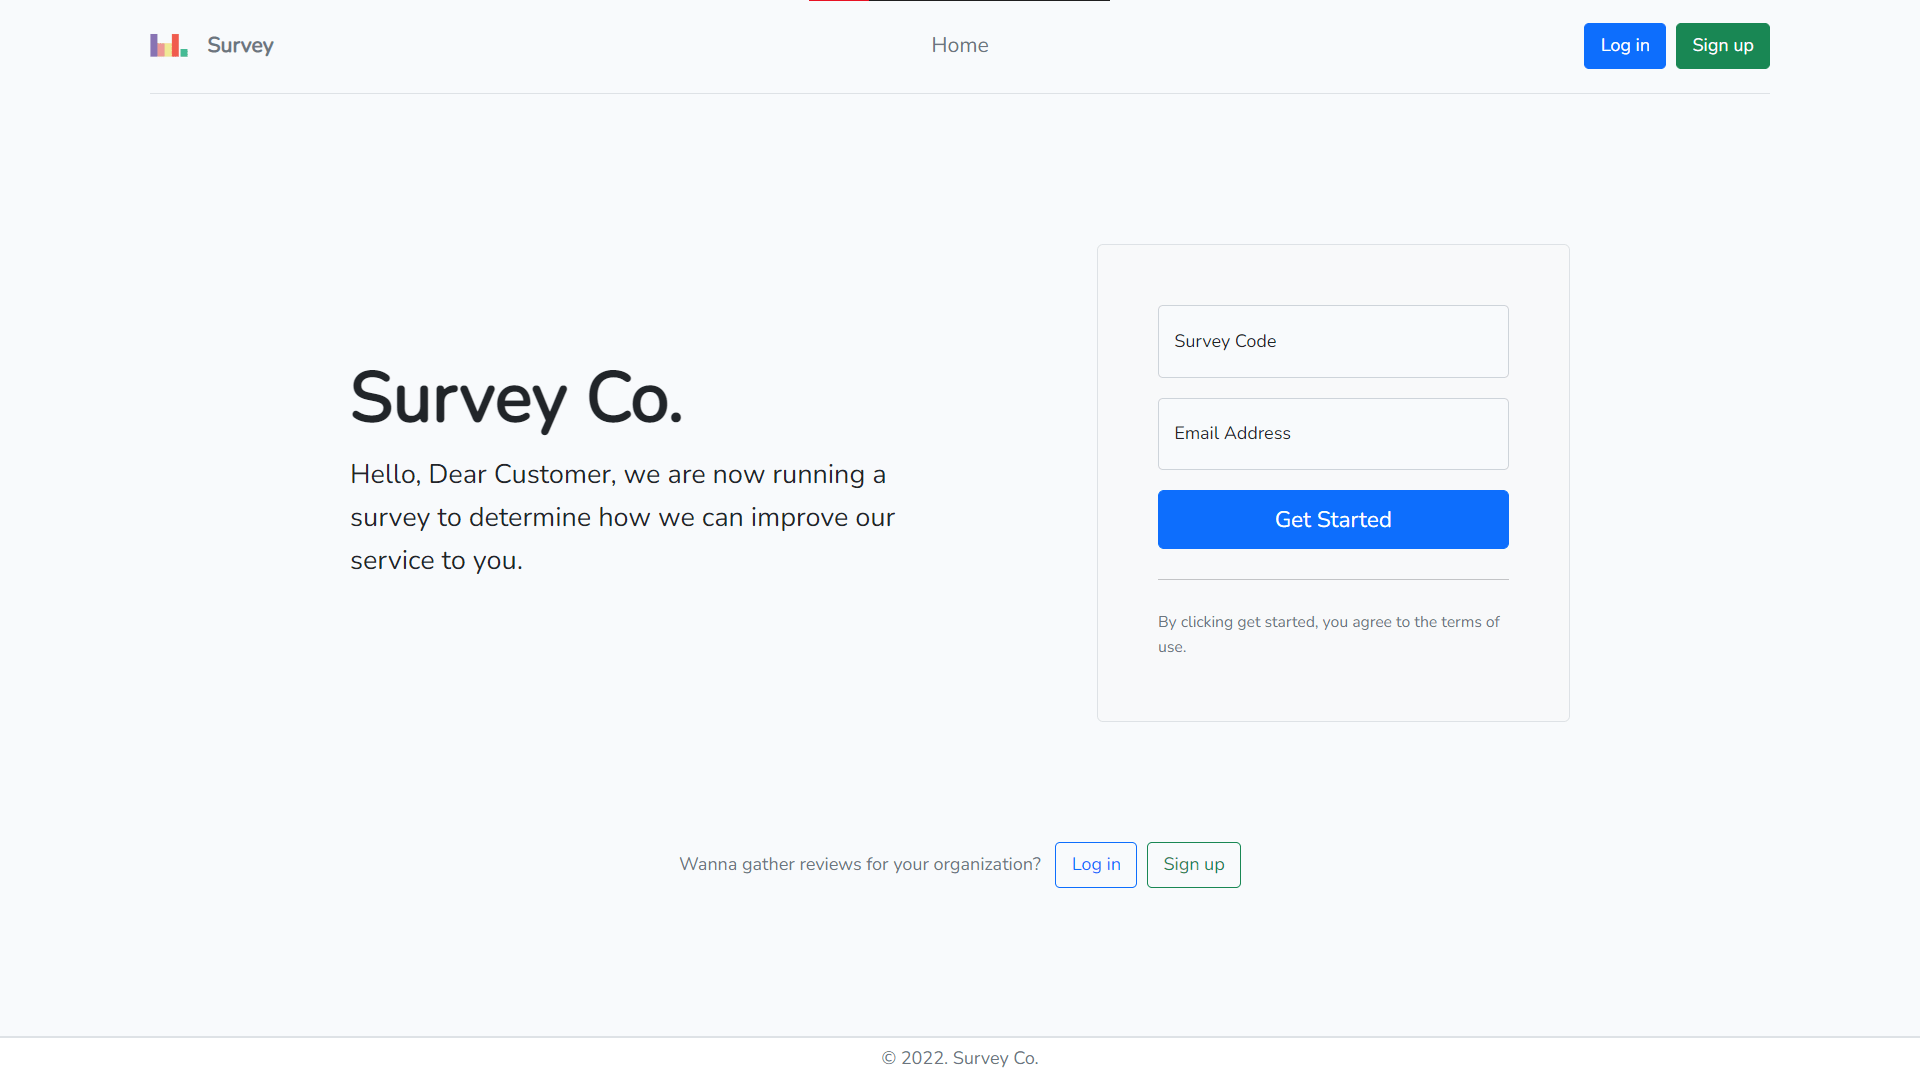 Survey
Home
Log in
Sign up
Survey Co.
Hello, Dear Customer, we are now running a
survey to determine how we can improve our
service to you.
Survey Code
Email Address
Get Started
By clicking get started, you agree to the terms of
use.
Wanna gather reviews for your organization?
Log in
Sign up
© 2022. Survey Co.